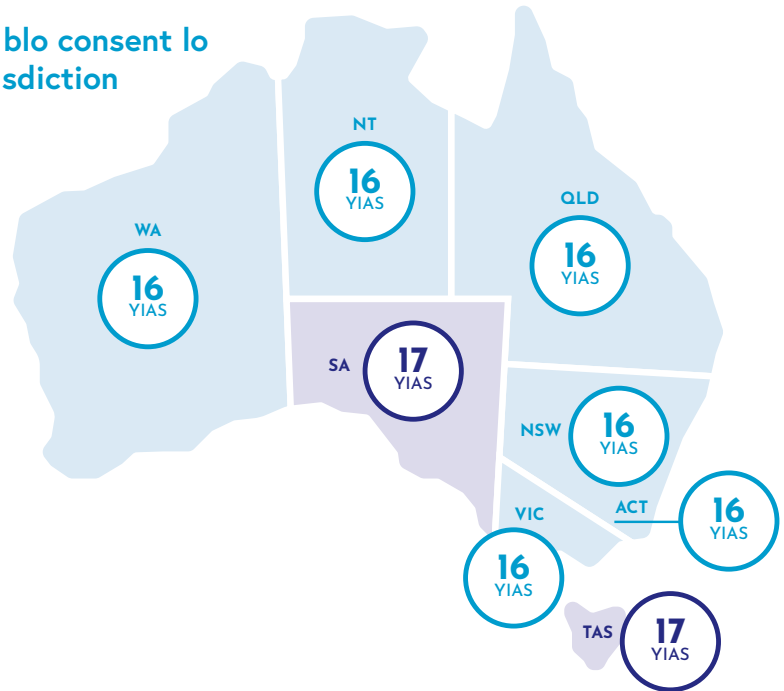 blo consent lo
sdiction
NT
16
YIAS
QLD
16
YIAS
WA
16
YIAS
SA
17
YIAS
NSW
16
YIAS
ACT
16
YIAS
VIC
16
YIAS
TAS
17
YIAS